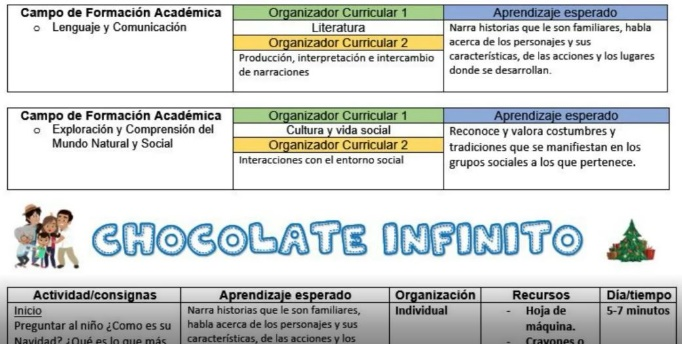 Campo de Formación Académica
Organizador Curricular 1
Aprendizaje esperado
o Lenguaje y Comunicación
Literatura
Organizador Curricular 2
Producción, interpretación e intercambio
de narraciones
Narra historias que le son familiares, habla
acerca de los personajes y sus
características, de las acciones y los lugares
donde se desarrollan.
Campo de Formación Académica
Organizador Curricular 1
Aprendizaje esperado
o Exploración y Comprensión del
Mundo Natural y Social
Cultura y vida social
Organizador Curricular 2
Interacciones con el entorno social
Reconoce y valora costumbres y
tradiciones que se manifiestan en los
grupos sociales a los que pertenece.
CHOCOLATE INFINITO
Actividad/consignas
Aprendizaje esperado
Organización
Recursos
Día/tiempo
Inicio
Preguntar al niño ¿Como es su
Navidad? ¿Qué es lo que más
Narra historias que le son familiares,
habla acerca de los personajes y sus
características, de las acciones y los
Individual
- Hoja de
máquina.
- Crayones o
5-7 minutos